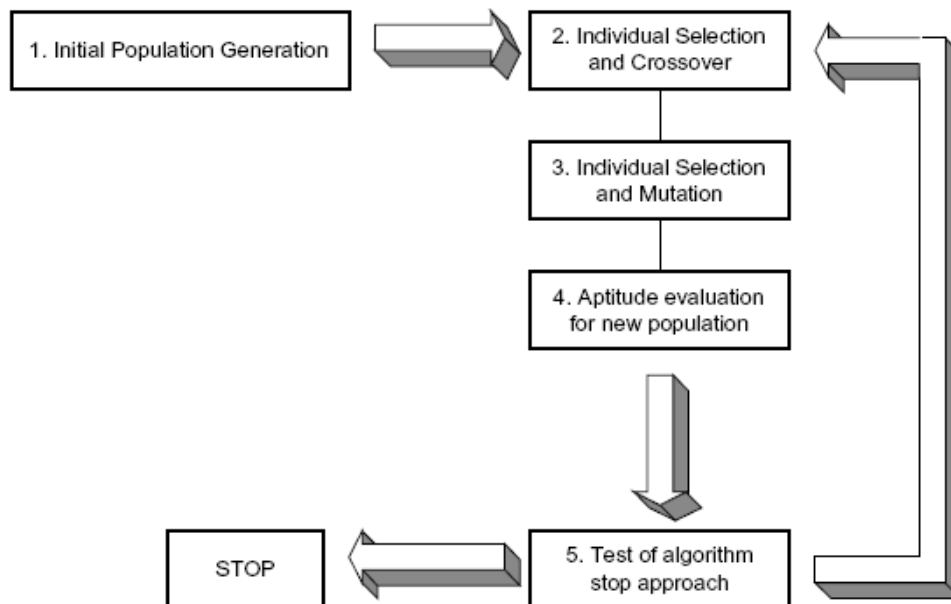 1. Initial Population Generation
2. Individual Selection
and Crossover
3. Individual Selection
and Mutation
4. Aptitude evaluation
for new population
5. Test of algorithm
stop approach
STOP